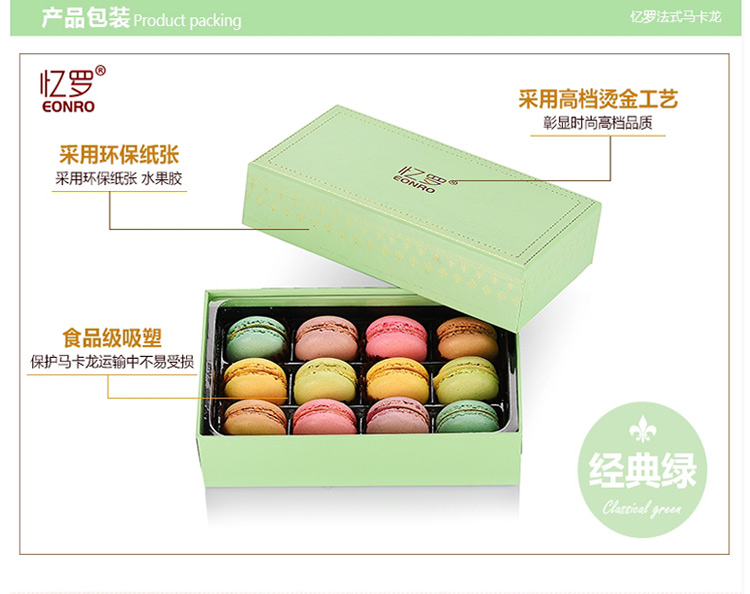 产品包装 Product packing
忆罗法式马卡龙
忆罗®
EONRO
采用高档烫金工艺
彰显时尚高档品质
采用环保纸张
采用环保纸张 水果胶
忆罗®
EONRO
食品级吸塑
保护马卡龙运输中不易受损
经典绿
Classical green